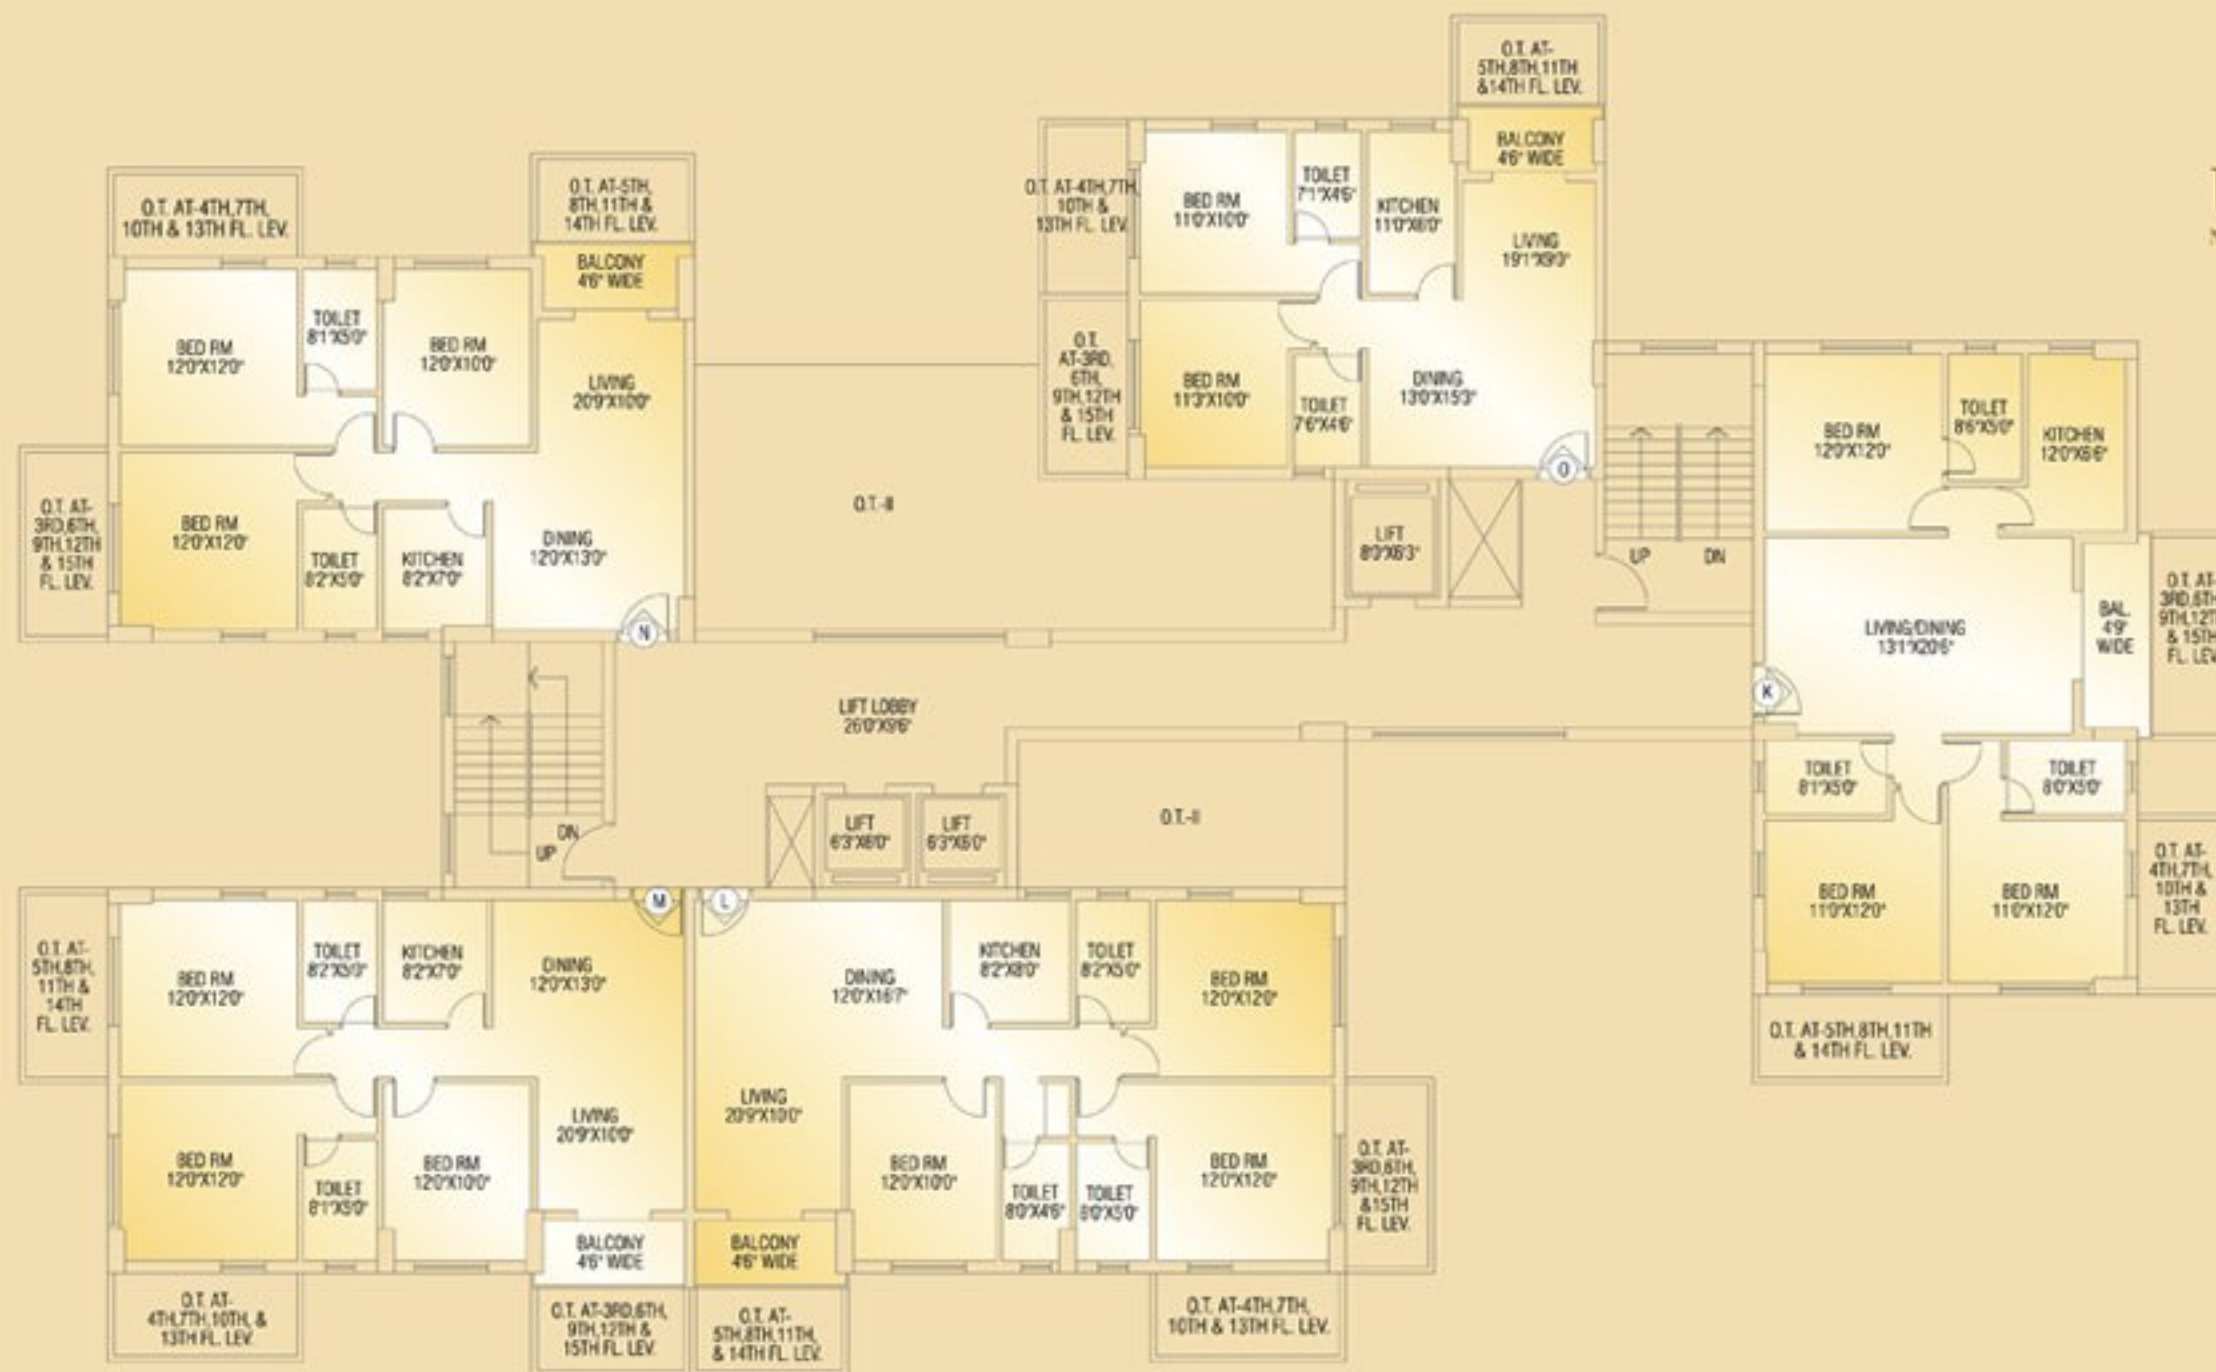 O.T. AT-4TH,7TH,
10TH & 13TH FL. LEV.
O.T. AT-5TH,
8TH,11TH &
14TH FL. LEV.
BALCONY
4'6" WIDE
BED RM
12'0"X12'0"
TOILET
8'1"X5'0"
BED RM
12'0"X10'0"
LIVING
20'9"X10'0"
O.T. AT-
3RD,6TH,
9TH,12TH
& 15TH
FL. LEV.
BED RM
12'0"X12'0"
TOILET
8'2"X5'0"
KITCHEN
8'2"X7'0"
DINING
12'0"X13'0"
N
O.T. AT-
5TH,8TH,11TH
&14TH FL. LEV.
BALCONY
4'6" WIDE
O.T. AT-4TH,7TH,
10TH &
13TH FL. LEV.
BED RM
11'0"X10'0"
TOILET
7'1"X4'6"
KITCHEN
11'0"X6'0"
LIVING
19'1"X9'0"
O.T.
AT-3RD,
6TH,
9TH,12TH
& 15TH
FL. LEV.
BED RM
11'3"X10'0"
TOILET
7'6"X4'6"
DINING
13'0"X15'3"
O
O.T.-II
LIFT
8'0"X6'3"
UP
DN
BED RM
12'0"X12'0"
TOILET
8'6"X5'0"
KITCHEN
12'0"X6'6"
LIVING/DINING
13'1"X20'6"
BAL.
4'9"
WIDE
O.T. AT-
3RD,6TH,
9TH,12TH
& 15TH
FL. LEV.
K
TOILET
8'1"X5'0"
TOILET
8'0"X5'0"
BED RM
11'0"X12'0"
BED RM
11'0"X12'0"
O.T. AT-
4TH,7TH,
10TH &
13TH
FL. LEV.
O.T. AT-5TH,8TH,11TH
& 14TH FL. LEV.
LIFT LOBBY
26'0"X9'6"
DN
UP
LIFT
6'3"X6'0"
LIFT
6'3"X6'0"
O.T.-II
O.T. AT-
5TH,8TH,
11TH &
14TH
FL. LEV.
BED RM
12'0"X12'0"
TOILET
8'2"X5'0"
KITCHEN
8'2"X7'0"
DINING
12'0"X13'0"
M
BED RM
12'0"X12'0"
TOILET
8'1"X5'0"
BED RM
12'0"X10'0"
LIVING
20'9"X10'0"
BALCONY
4'6" WIDE
O.T. AT-
4TH,7TH,10TH, &
13TH FL. LEV.
O.T. AT-3RD,6TH,
9TH,12TH &
15TH FL. LEV.
L
DINING
12'0"X16'7"
KITCHEN
8'2"X8'0"
TOILET
8'2"X5'0"
BED RM
12'0"X12'0"
LIVING
20'9"X10'0"
BED RM
12'0"X10'0"
TOILET
8'0"X4'6"
TOILET
8'0"X5'0"
BED RM
12'0"X12'0"
BALCONY
4'6" WIDE
O.T. AT-
5TH,8TH,11TH,
& 14TH FL. LEV.
O.T. AT-4TH,7TH,
10TH & 13TH FL. LEV.
O.T. AT-
3RD,6TH,
9TH,12TH
&15TH
FL. LEV.